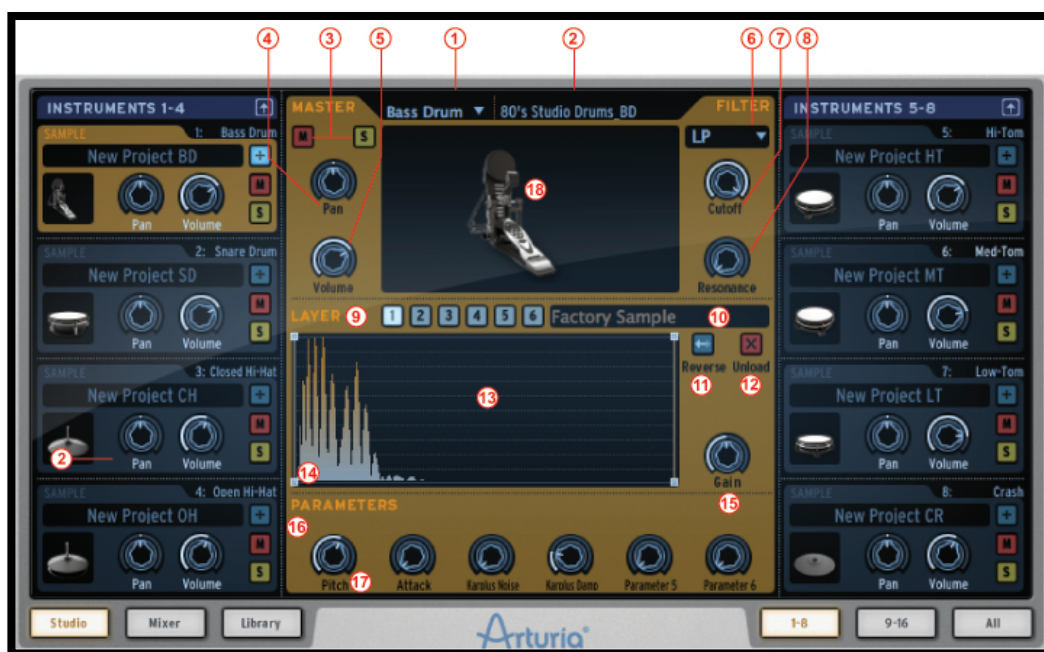 4 3 5 1 2 6 7 8
INSTRUMENTS 1-4
SAMPLE 1: Bass Drum
New Project BD
M
S
Pan Volume
SAMPLE 2: Snare Drum
New Project SD
M
S
Pan Volume
SAMPLE 3: Closed Hi-Hat
New Project CH
M
S
2
Pan Volume
SAMPLE 4: Open Hi-Hat
New Project OH
M
S
Pan Volume
MASTER Bass Drum 80's Studio Drums_BD FILTER
M S LP
18
Pan Cutoff
Volume Resonance
LAYER 9 1 2 3 4 5 6 Factory Sample 10
Reverse Unload
11 12
13
14
Gain
15
PARAMETERS
16
Pitch 17 Attack Karplus Noise Karplus Damp Parameter 5 Parameter 6
INSTRUMENTS 5-8
SAMPLE 5: Hi-Tom
New Project HT
M
S
Pan Volume
SAMPLE 6: Med-Tom
New Project MT
M
S
Pan Volume
SAMPLE 7: Low-Tom
New Project LT
M
S
Pan Volume
SAMPLE 8: Crash
New Project CR
M
S
Pan Volume
Studio Mixer Library Arturia 1-8 9-16 All